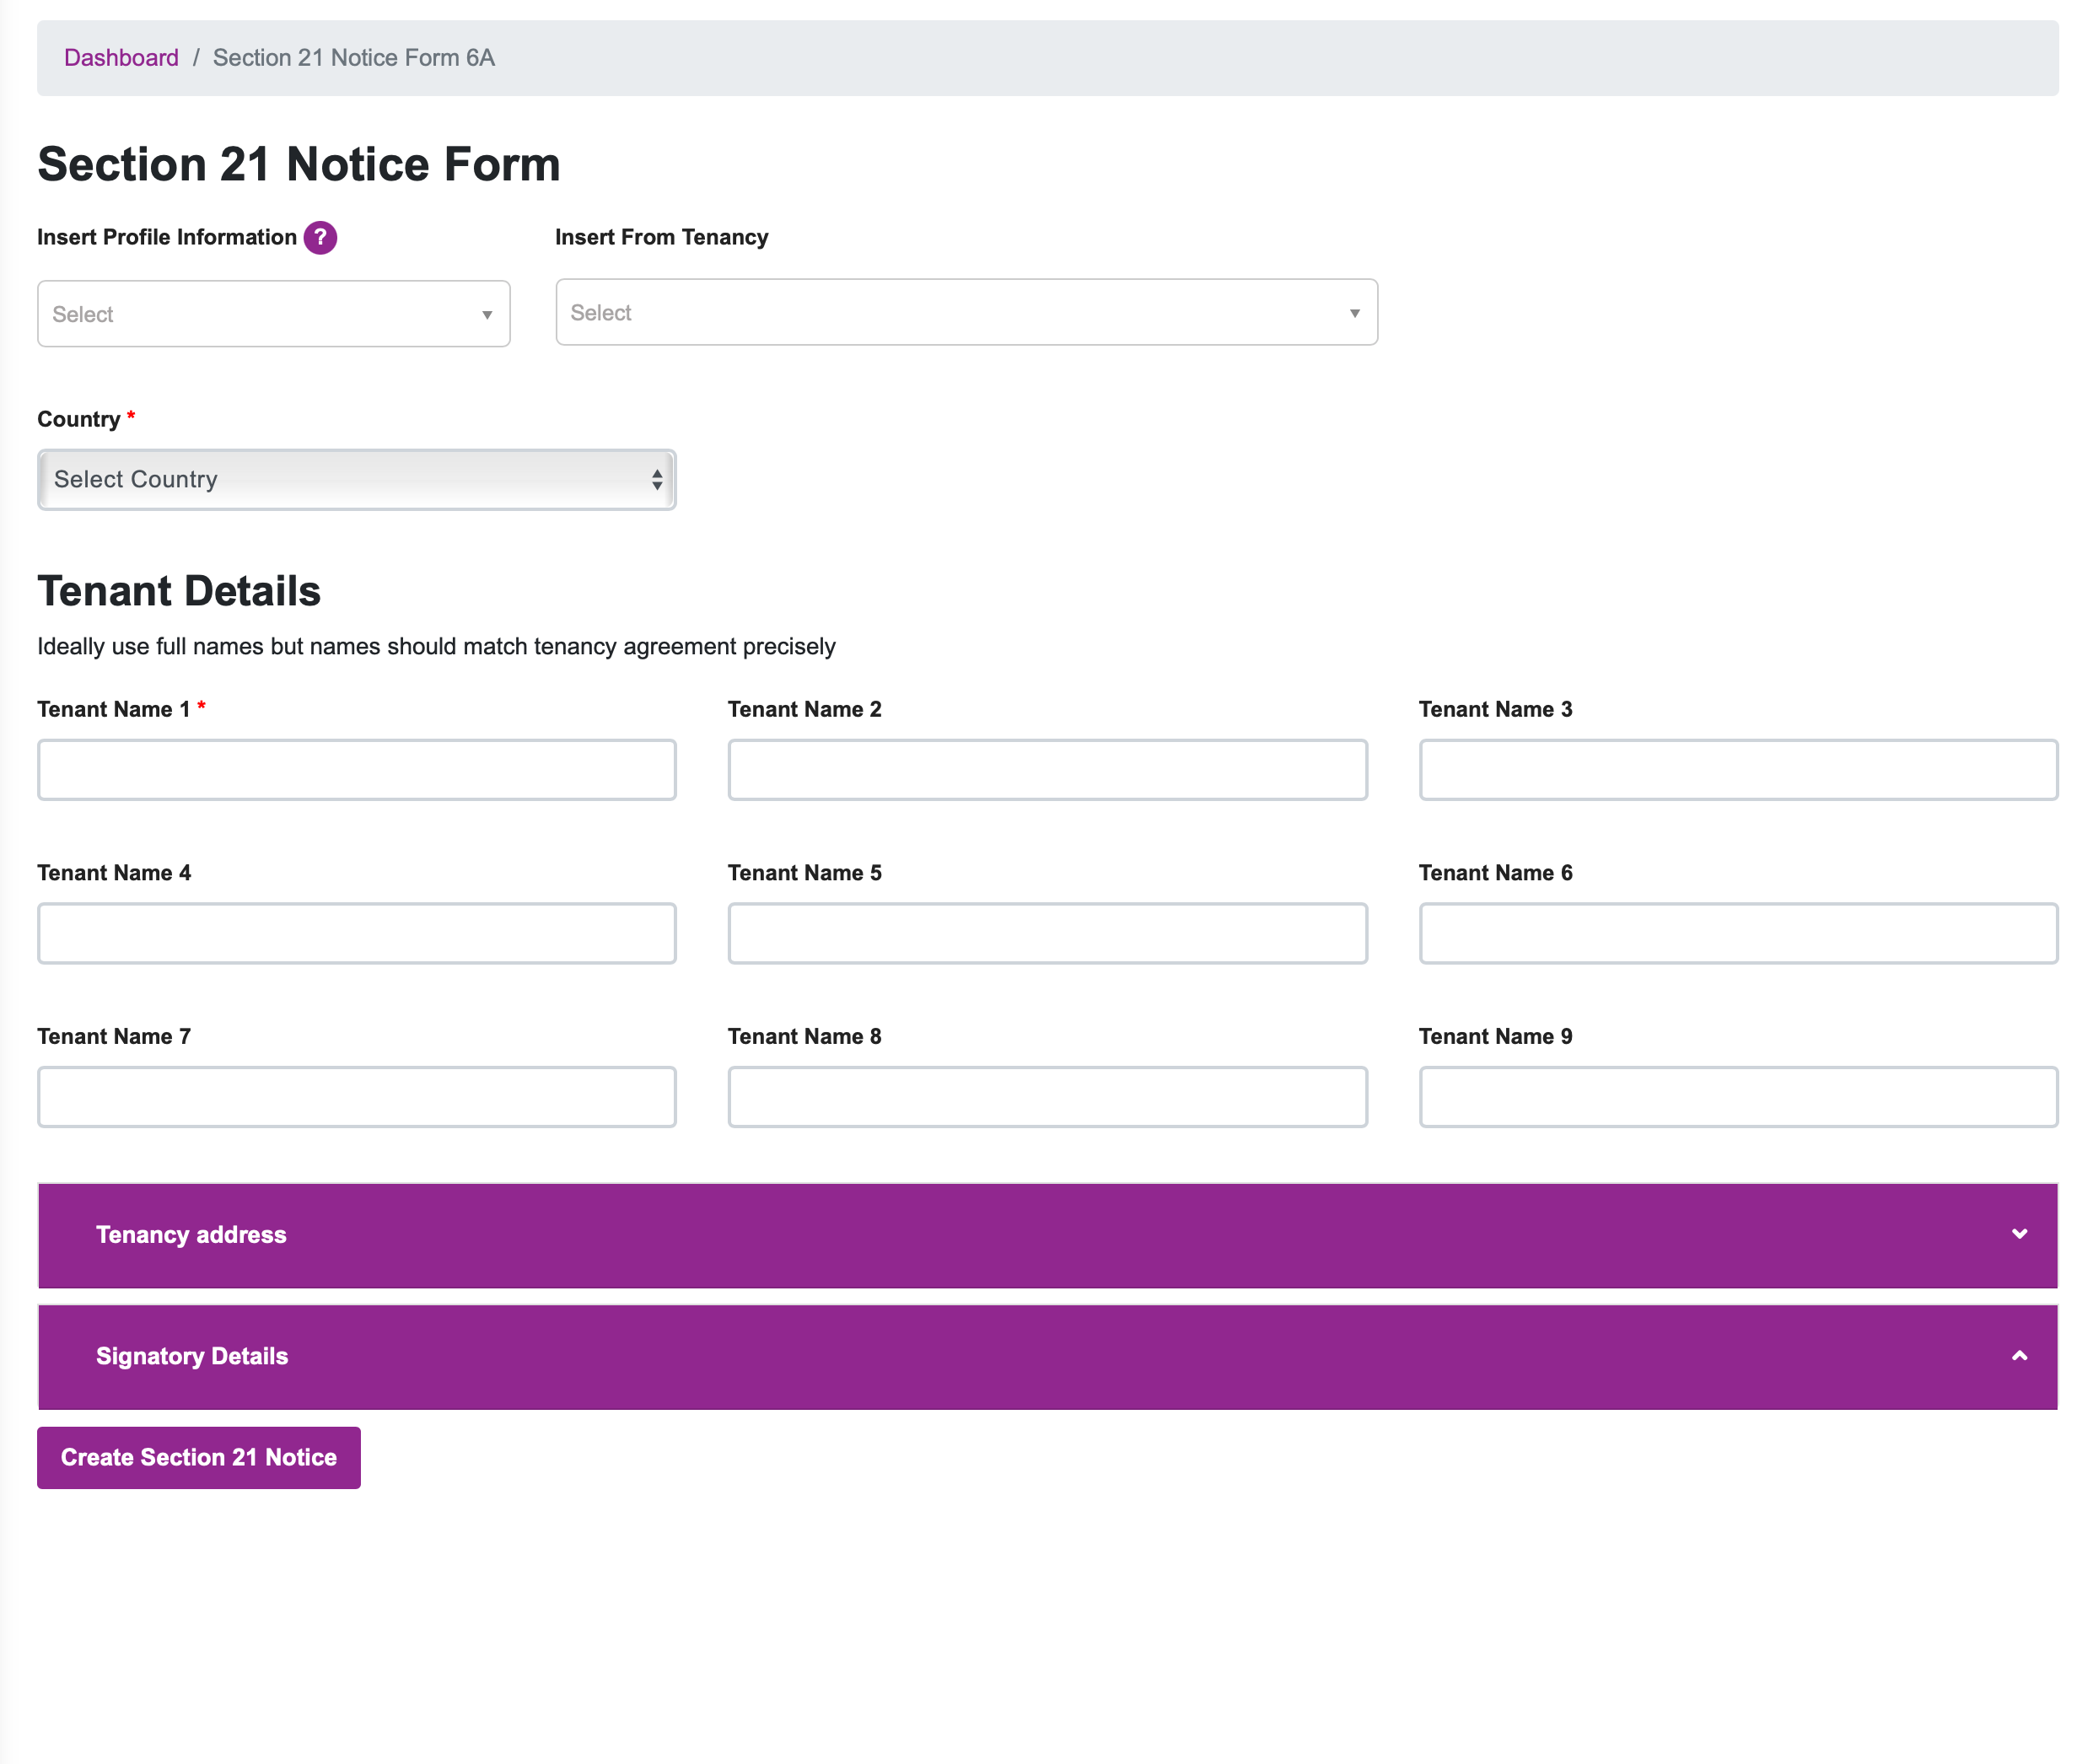 Dashboard / Section 21 Notice Form 6A
Section 21 Notice Form
Insert Profile Information ? Insert From Tenancy
Select Select
Country *
Select Country
Tenant Details
Ideally use full names but names should match tenancy agreement precisely
Tenant Name 1 * Tenant Name 2 Tenant Name 3
Tenant Name 4 Tenant Name 5 Tenant Name 6
Tenant Name 7 Tenant Name 8 Tenant Name 9
Tenancy address
Signatory Details
Create Section 21 Notice